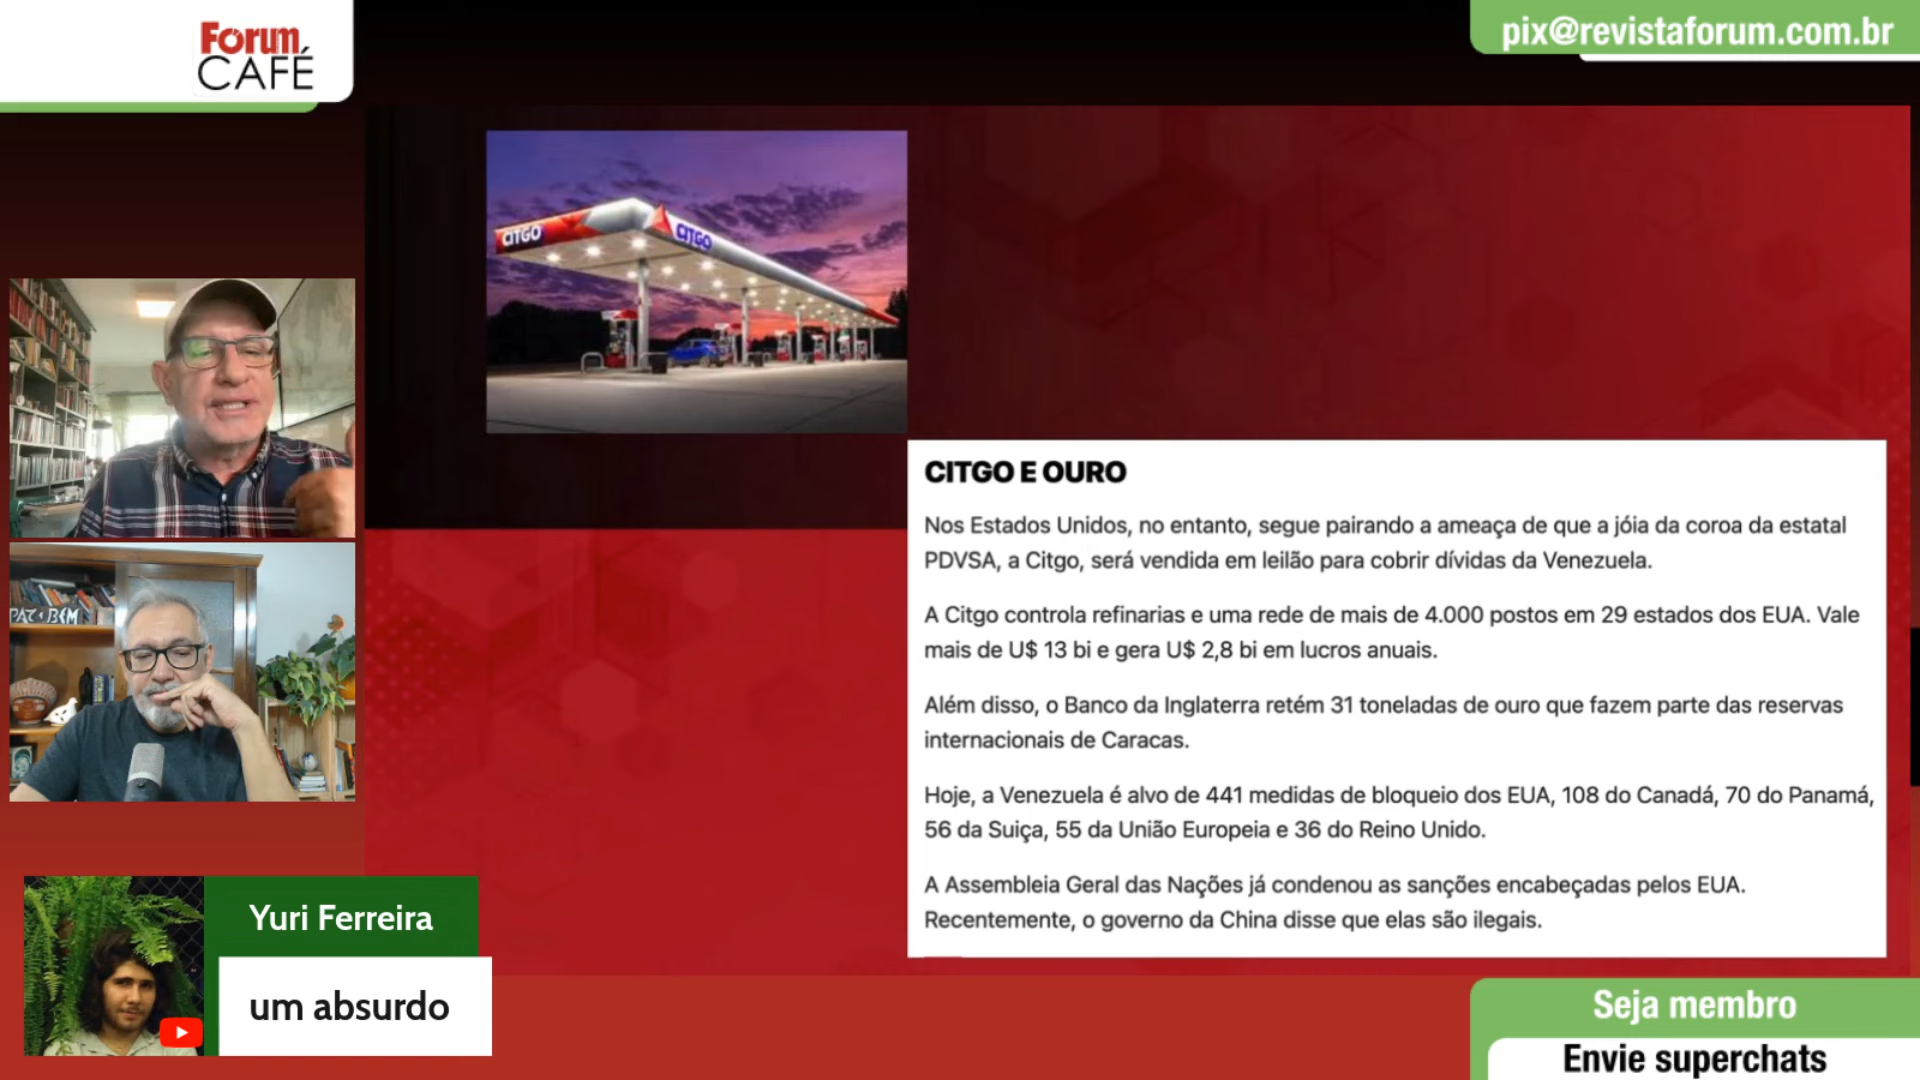 Forum
CAFÉ
pix@revistaforum.com.br
CITGO
CITGO
CITGO E OURO
Nos Estados Unidos, no entanto, segue pairando a ameaça de que a jóia da coroa da estatal
PDVSA, a Citgo, será vendida em leilão para cobrir dívidas da Venezuela.
A Citgo controla refinarias e uma rede de mais de 4.000 postos em 29 estados dos EUA. Vale
mais de U$ 13 bi e gera U$ 2,8 bi em lucros anuais.
Além disso, o Banco da Inglaterra retém 31 toneladas de ouro que fazem parte das reservas
internacionais de Caracas.
Hoje, a Venezuela é alvo de 441 medidas de bloqueio dos EUA, 108 do Canadá, 70 do Panamá,
56 da Suiça, 55 da União Europeia e 36 do Reino Unido.
A Assembleia Geral das Nações já condenou as sanções encabeçadas pelos EUA.
Recentemente, o governo da China disse que elas são ilegais.
PAZ E BEM
Yuri Ferreira
um absurdo
Seja membro
Envie superchats